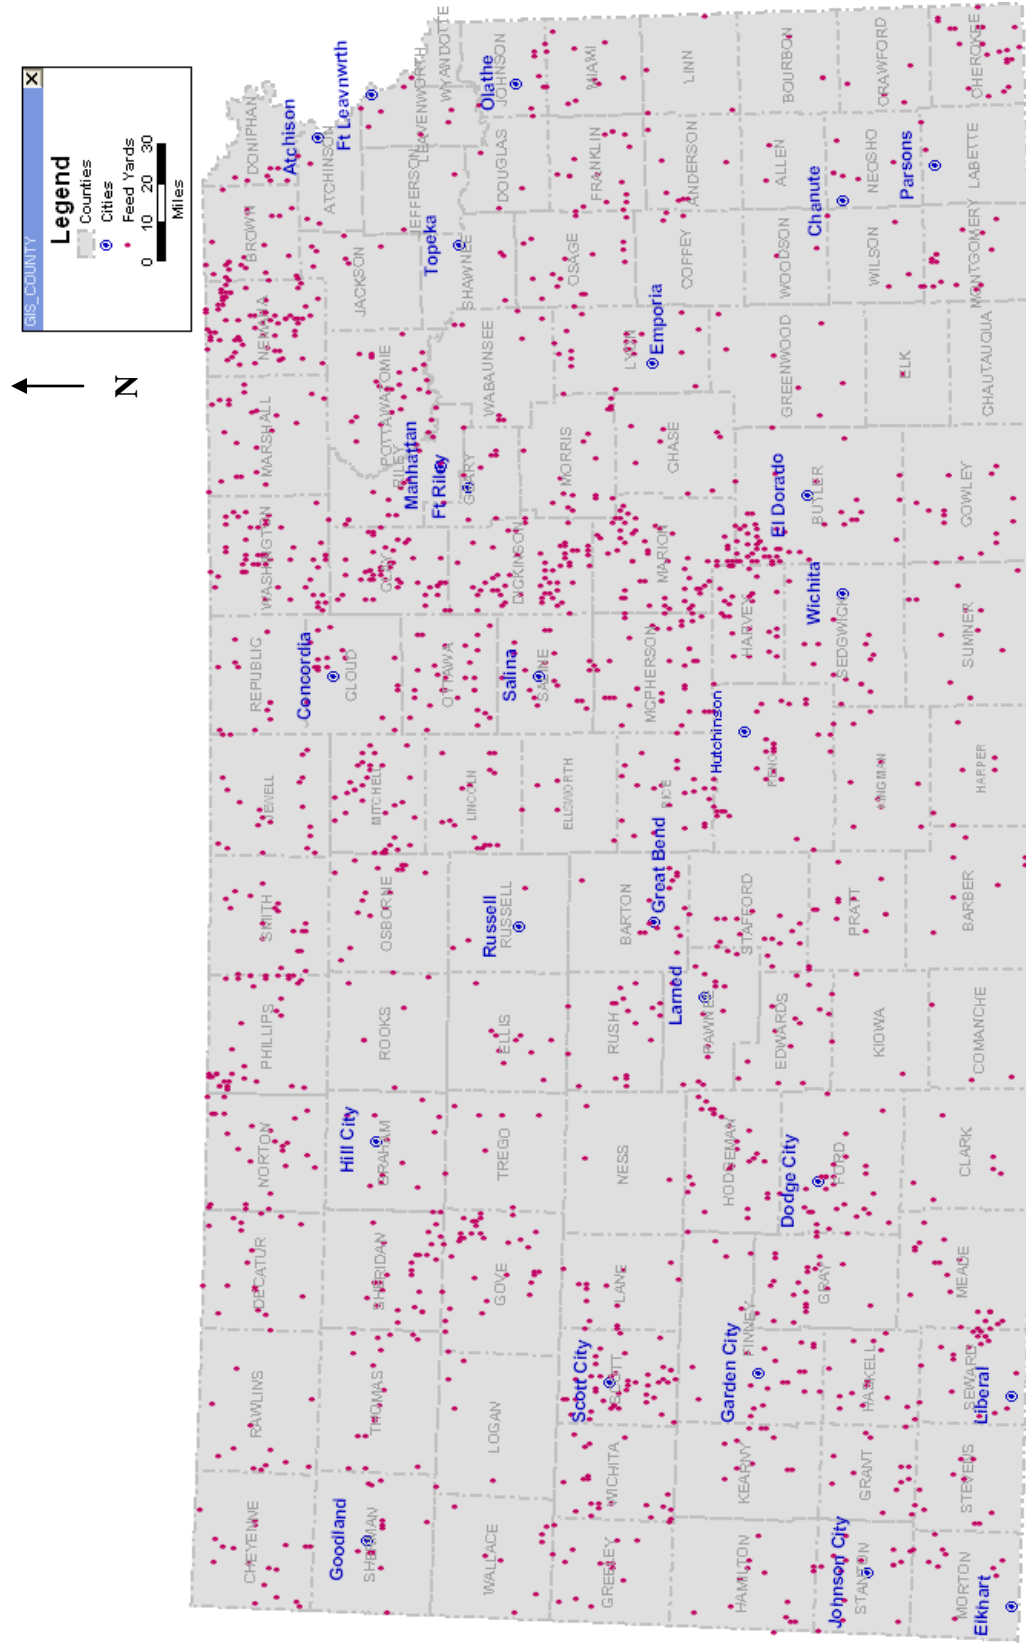 GIS_COUNTY
X
Legend
Counties
Cities
Feed Yards
0 10 20 30
Miles
N
CHEYENNE
RAWLINS
DECATUR
NORTON
PHILLIPS
SMITH
JEWELL
REPUBLIC
WASHINGTON
MARSHALL
NEMAHA
BROWN
DONIPHAN
Atchison
ATCHINSON
Ft Leavnwrth
Goodland
SHERMAN
THOMAS
SHERIDAN
Hill City
GRAHAM
ROOKS
OSBORNE
MITCHELL
Concordia
CLOUD
CLAY
RILEY
POTTAWATOMIE
JACKSON
JEFFERSON
LEAVENWORTH
WYANDOTTE
Manhattan
Ft Riley
GEARY
Topeka
SHAWNEE
WALLACE
LOGAN
GOVE
TREGO
ELLIS
Russell
RUSSELL
LINCOLN
OTTAWA
Salina
SALINE
DICKINSON
WABAUNSEE
DOUGLAS
Olathe
JOHNSON
ELLSWORTH
MORRIS
OSAGE
FRANKLIN
MIAMI
GREELEY
WICHITA
Scott City
SCOTT
LANE
NESS
RUSH
BARTON
Great Bend
RICE
MCPHERSON
MARION
CHASE
LYON
Emporia
COFFEY
ANDERSON
LINN
Larned
PAWNEE
HAMILTON
KEARNY
Garden City
FINNEY
HODGEMAN
EDWARDS
STAFFORD
Hutchinson
RENO
HARVEY
El Dorado
BUTLER
GREENWOOD
WOODSON
ALLEN
BOURBON
Johnson City
STANTON
GRANT
HASKELL
GRAY
Dodge City
FORD
KIOWA
PRATT
KINGMAN
Wichita
SEDGWICK
ELK
WILSON
Chanute
NEOSHO
CRAWFORD
Eikhart
MORTON
STEVENS
Liberal
SEWARD
MEADE
CLARK
COMANCHE
BARBER
HARPER
SUMNER
COWLEY
CHAUTAUQUA
MONTGOMERY
Parsons
LABETTE
CHEROKEE